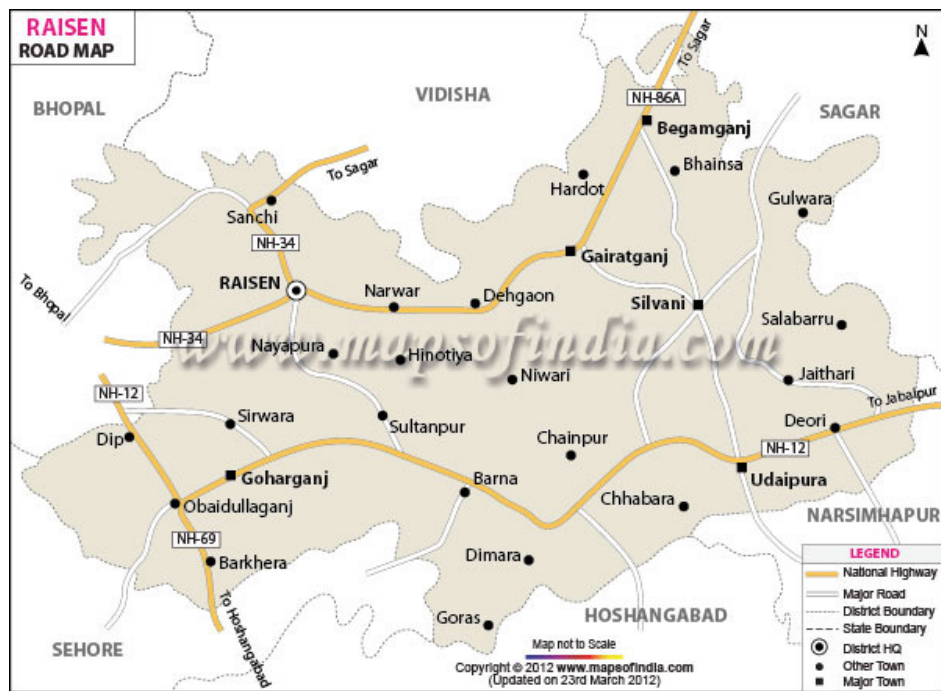 RAISEN
ROAD MAP
N
BHOPAL
VIDISHA
SAGAR
To Sagar
NH-86A
Begamganj
Bhainsa
Hardot
To Sagar
Sanchi
Gulwara
NH-34
Gairatganj
To Bhopal
RAISEN
Narwar
Dehgaon
Silvani
Salabarru
NH-34
www.mapsofindia.com
Nayapura
Hinotiya
Niwari
Jaithari
NH-12
To Jabalpur
Sirwara
Sultanpur
Deori
Dip
Chainpur
NH-12
Goharganj
Barna
Udaipura
Obaidullaganj
Chhabara
NARSIMHAPUR
NH-69
Barkhera
Dimara
To Hoshangabad
Goras
HOSHANGABAD
SEHORE
LEGEND
National Highway
Major Road
District Boundary
State Boundary
District HQ
Other Town
Major Town
Map not to Scale
Copyright © 2012 www.mapsofindia.com
(Updated on 23rd March 2012)